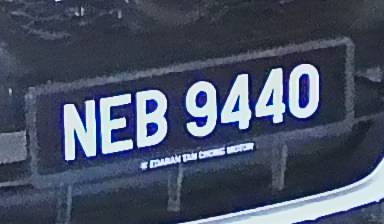 NEB 9440
EDARAN TAN CHONG MOTOR